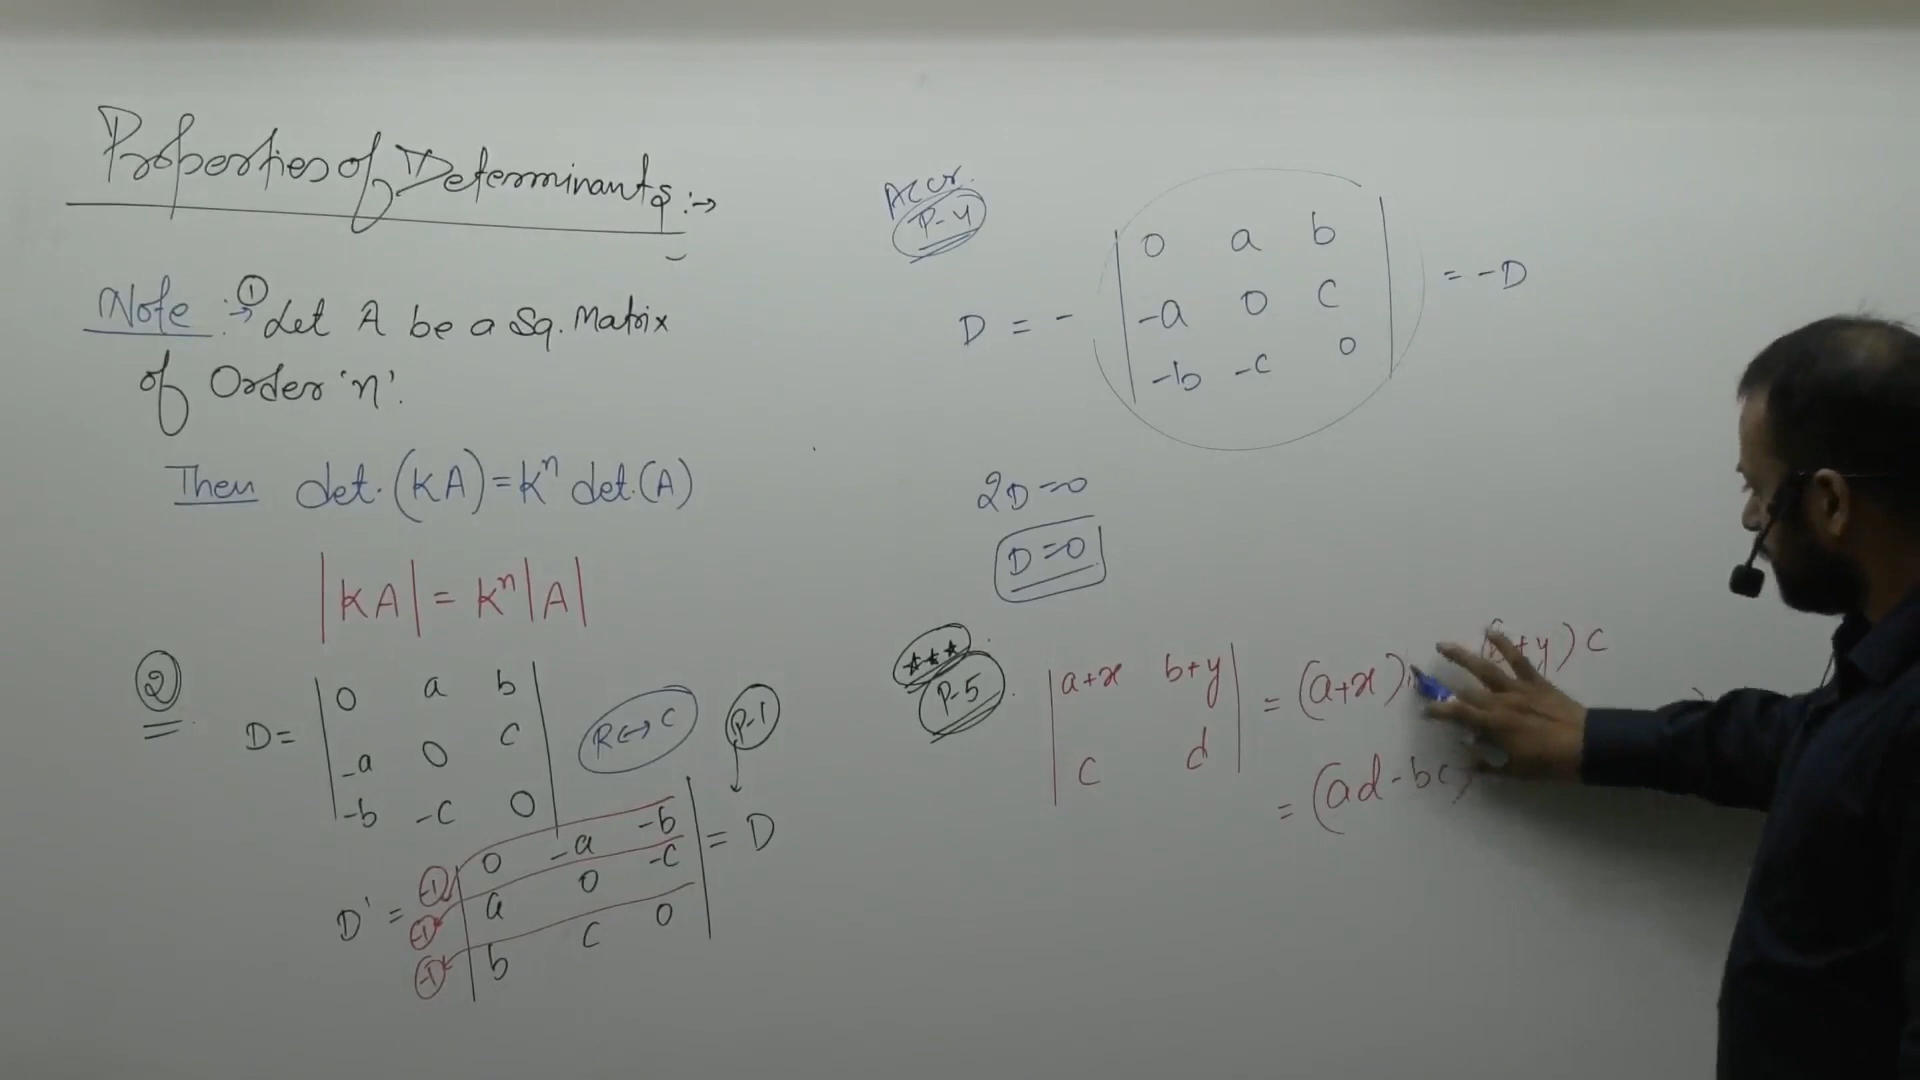 Properties of Determinants :→
Note :→ ① Let A be a Sq. Matrix
of Order 'n'.
Then det.(KA)=Kⁿ det.(A)
|KA| = Kⁿ|A|
②
D = | 0 a b |
| -a 0 c |
| -b -c 0 |
R↔C
P-1
D' = (-1) | 0 -a -b | = D
(-1) | a 0 -c |
(-1) | b c 0 |
P-4
D = - | 0 a b | = -D
| -a 0 c |
| -b -c 0 |
2D=0
D=0
★★★
P-5
| a+x b+y | = (a+x) +y)c
| c d |
= (ad-bc)